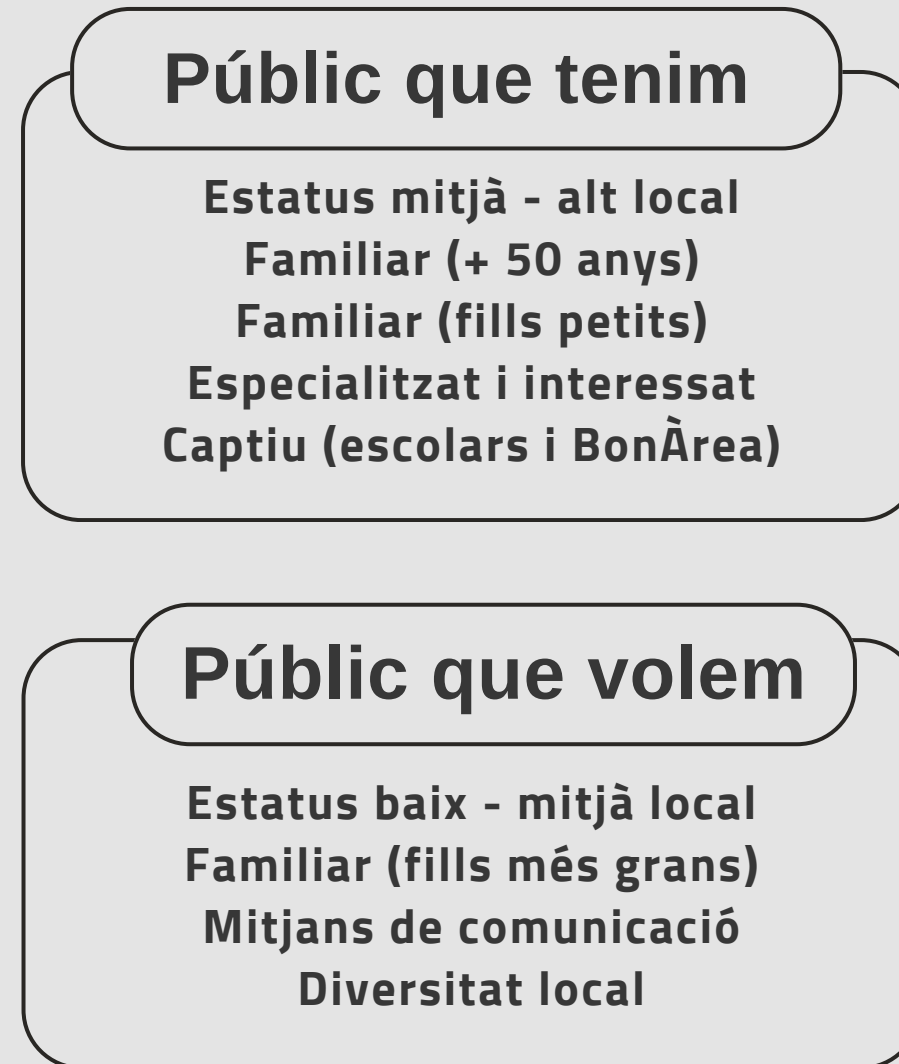 Públic que tenim
Estatus mitjà - alt local
Familiar (+ 50 anys)
Familiar (fills petits)
Especialitzat i interessat
Captiu (escolars i BonÀrea)
Públic que volem
Estatus baix - mitjà local
Familiar (fills més grans)
Mitjans de comunicació
Diversitat local